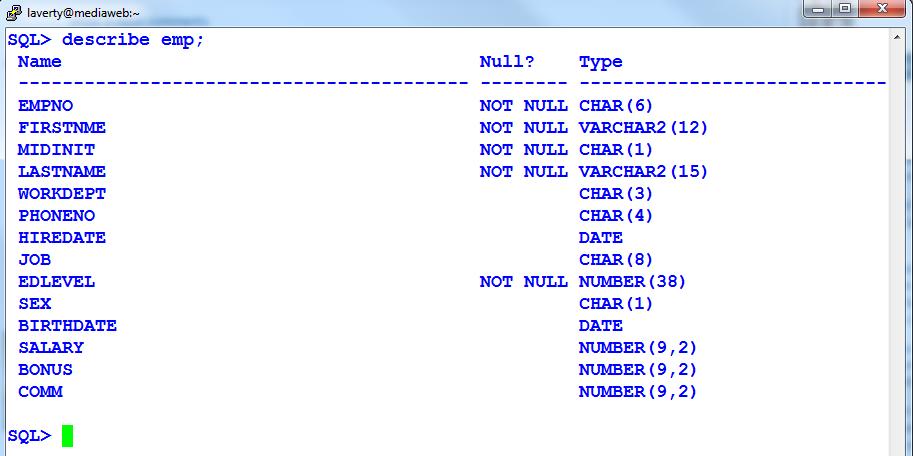 laverty@mediaweb:~
SQL> describe emp;
Name Null? Type
----------------------------------------- -------- ----------------------------
EMPNO NOT NULL CHAR(6)
FIRSTNME NOT NULL VARCHAR2(12)
MIDINIT NOT NULL CHAR(1)
LASTNAME NOT NULL VARCHAR2(15)
WORKDEPT CHAR(3)
PHONENO CHAR(4)
HIREDATE DATE
JOB CHAR(8)
EDLEVEL NOT NULL NUMBER(38)
SEX CHAR(1)
BIRTHDATE DATE
SALARY NUMBER(9,2)
BONUS NUMBER(9,2)
COMM NUMBER(9,2)
SQL>